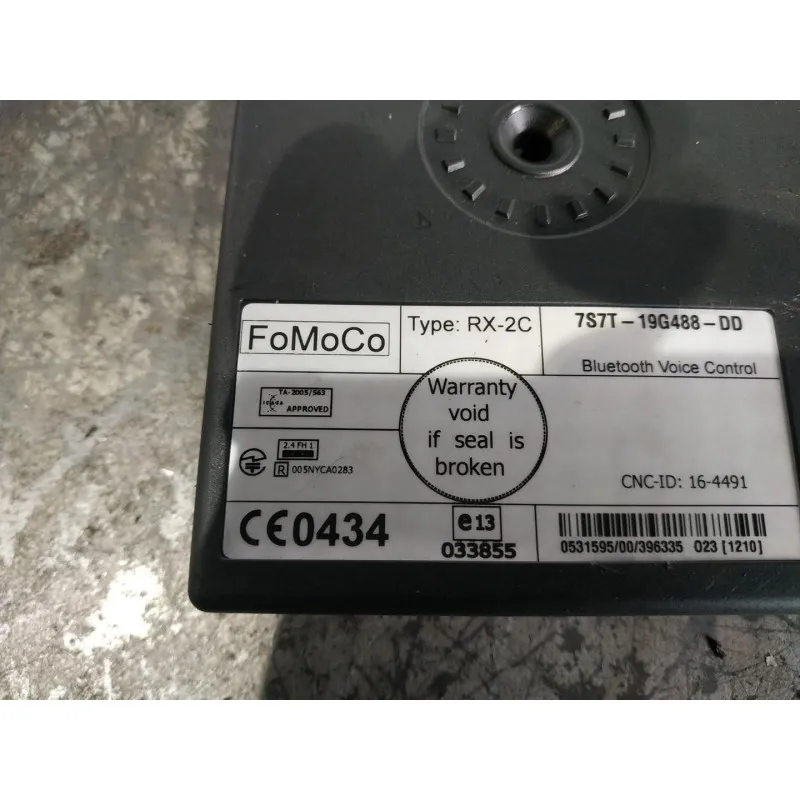 FoMoCo
Type: RX-2C
7S7T-19G488-DD
Bluetooth Voice Control
TA-2005/563
APPROVED
Warranty
void
if seal is
broken
2.4 FH 1
R 005NYCA0283
CNC-ID: 16-4491
CE0434
e13
033855
0531595/00/396335 023 [1210]